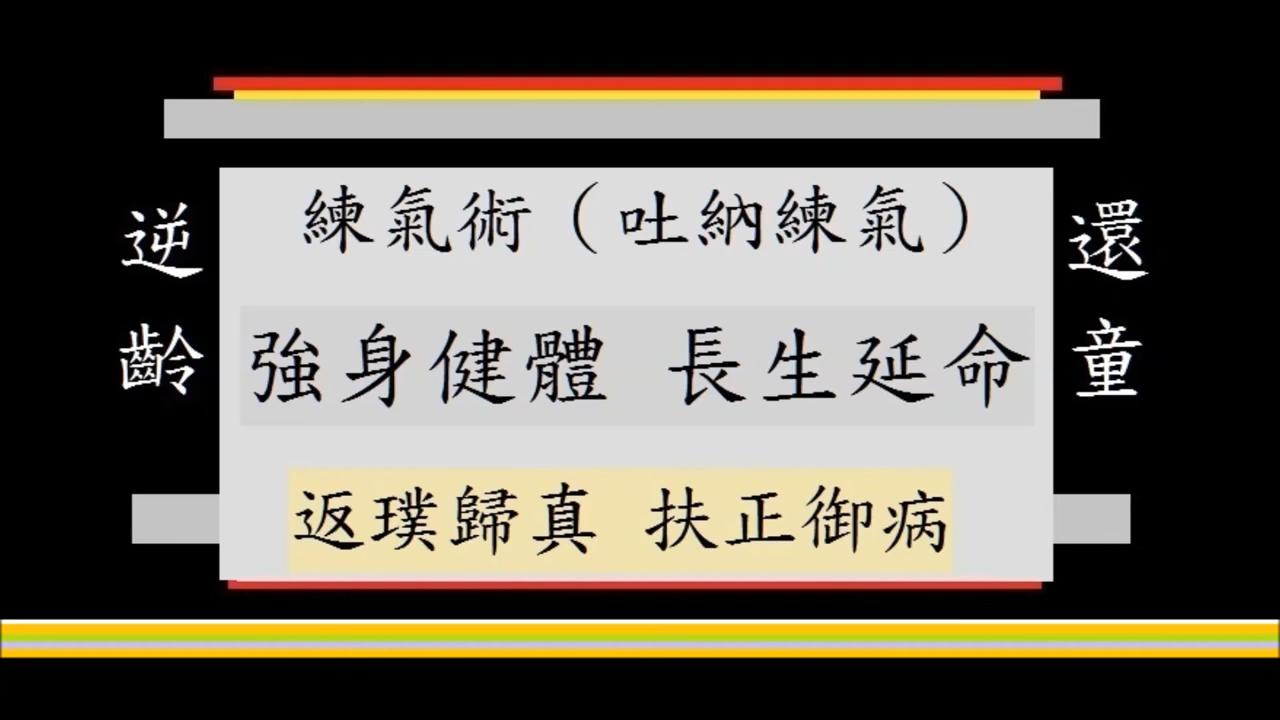 練氣術（吐納練氣）
強身健體 長生延命
返璞歸真 扶正御病
逆齡
還童